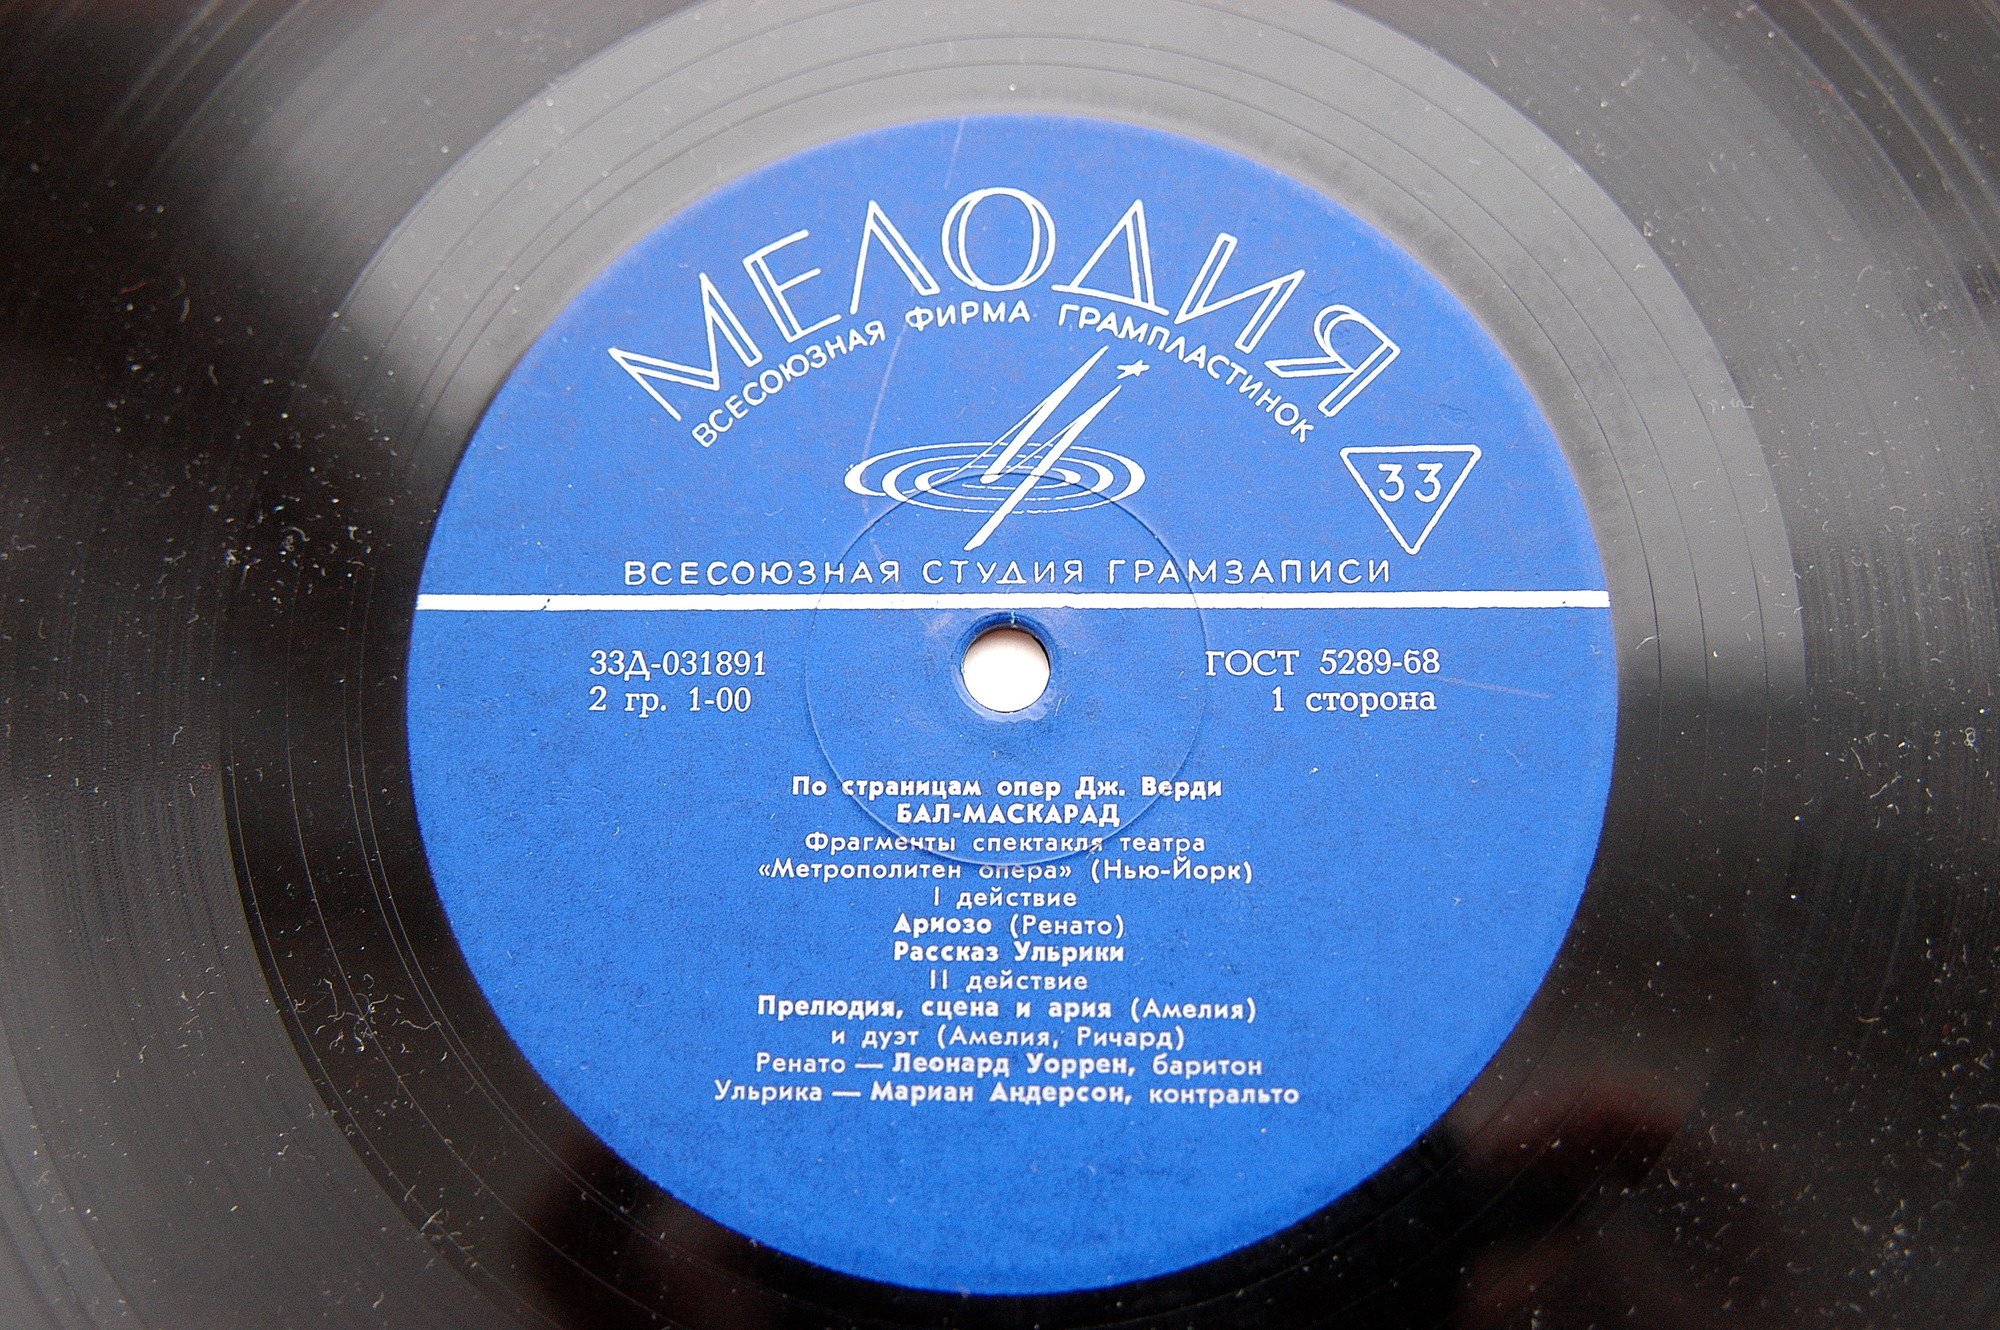 МЕЛОДИЯ
ВСЕСОЮЗНАЯ ФИРМА ГРАМПЛАСТИНОК
33
ВСЕСОЮЗНАЯ СТУДИЯ ГРАМЗАПИСИ
33Д-031891
2 гр. 1-00
ГОСТ 5289-68
1 сторона
По страницам опер Дж. Верди
БАЛ-МАСКАРАД
Фрагменты спектакля театра
«Метрополитен опера» (Нью-Йорк)
I действие
Ариозо (Ренато)
Рассказ Ульрики
II действие
Прелюдия, сцена и ария (Амелия)
и дуэт (Амелия, Ричард)
Ренато — Леонард Уоррен, баритон
Ульрика — Мариан Андерсон, контральто